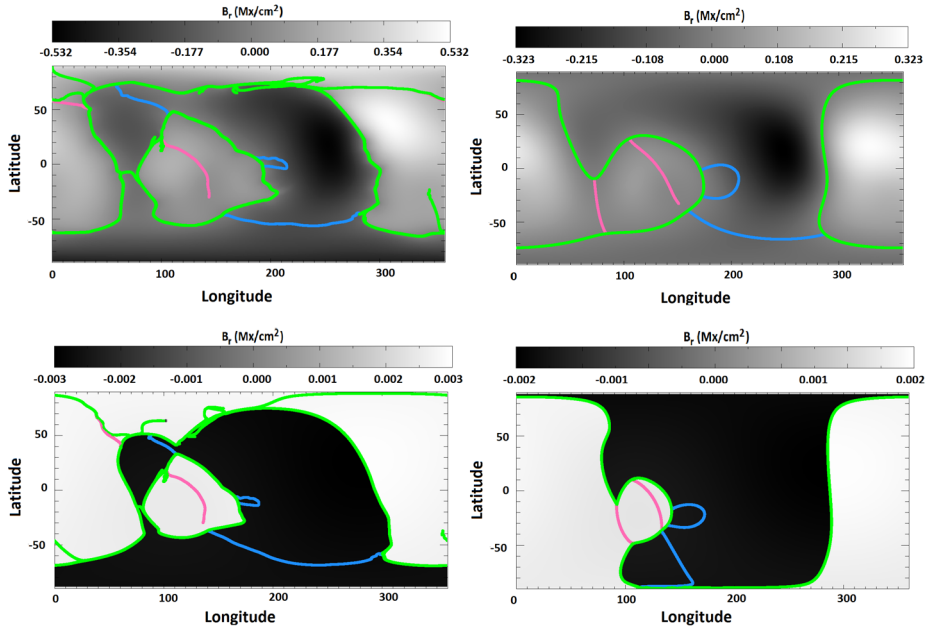 B_r (Mx/cm²)
-0.532 -0.354 -0.177 0.000 0.177 0.354 0.532
50
0
-50
Latitude
0 100 200 300
Longitude
B_r (Mx/cm²)
-0.323 -0.215 -0.108 0.000 0.108 0.215 0.323
50
0
-50
Latitude
0 100 200 300
Longitude
B_r (Mx/cm²)
-0.003 -0.002 -0.001 0.000 0.001 0.002 0.003
50
0
-50
Latitude
0 100 200 300
Longitude
B_r (Mx/cm²)
-0.002 -0.001 0.000 0.001 0.002
50
0
-50
Latitude
0 100 200 300
Longitude